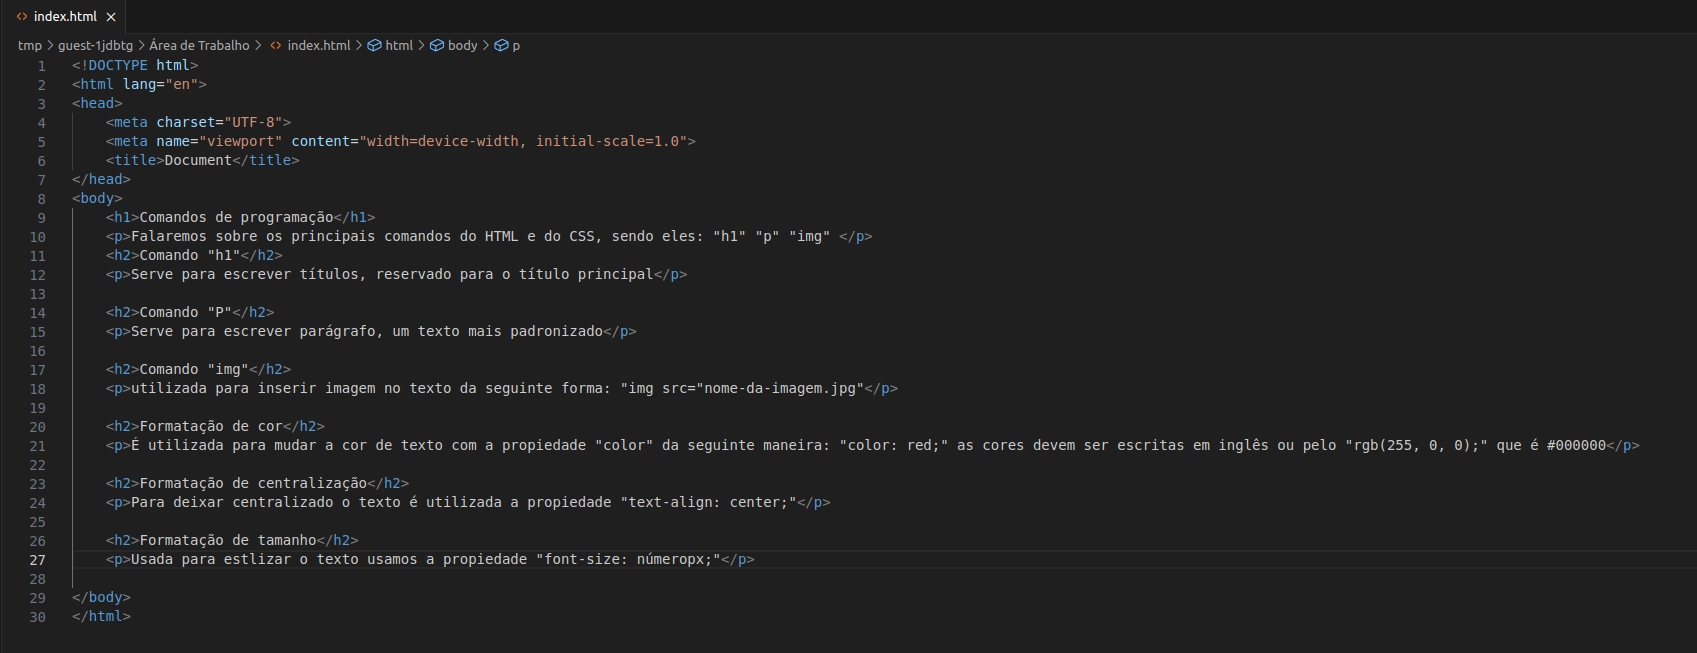 index.html
tmp > guest-1jdbtg > Área de Trabalho > index.html > html > body > p
1 <!DOCTYPE html>
2 <html lang="en">
3 <head>
4     <meta charset="UTF-8">
5     <meta name="viewport" content="width=device-width, initial-scale=1.0">
6     <title>Document</title>
7 </head>
8 <body>
9     <h1>Comandos de programação</h1>
10     <p>Falaremos sobre os principais comandos do HTML e do CSS, sendo eles: "h1" "p" "img" </p>
11     <h2>Comando "h1"</h2>
12     <p>Serve para escrever títulos, reservado para o título principal</p>
13
14     <h2>Comando "P"</h2>
15     <p>Serve para escrever parágrafo, um texto mais padronizado</p>
16
17     <h2>Comando "img"</h2>
18     <p>utilizada para inserir imagem no texto da seguinte forma: "img src="nome-da-imagem.jpg"</p>
19
20     <h2>Formatação de cor</h2>
21     <p>É utilizada para mudar a cor de texto com a propiedade "color" da seguinte maneira: "color: red;" as cores devem ser escritas em inglês ou pelo "rgb(255, 0, 0);" que é #000000</p>
22
23     <h2>Formatação de centralização</h2>
24     <p>Para deixar centralizado o texto é utilizada a propiedade "text-align: center;"</p>
25
26     <h2>Formatação de tamanho</h2>
27     <p>Usada para estlizar o texto usamos a propiedade "font-size: númeropx;"</p>
28
29 </body>
30 </html>